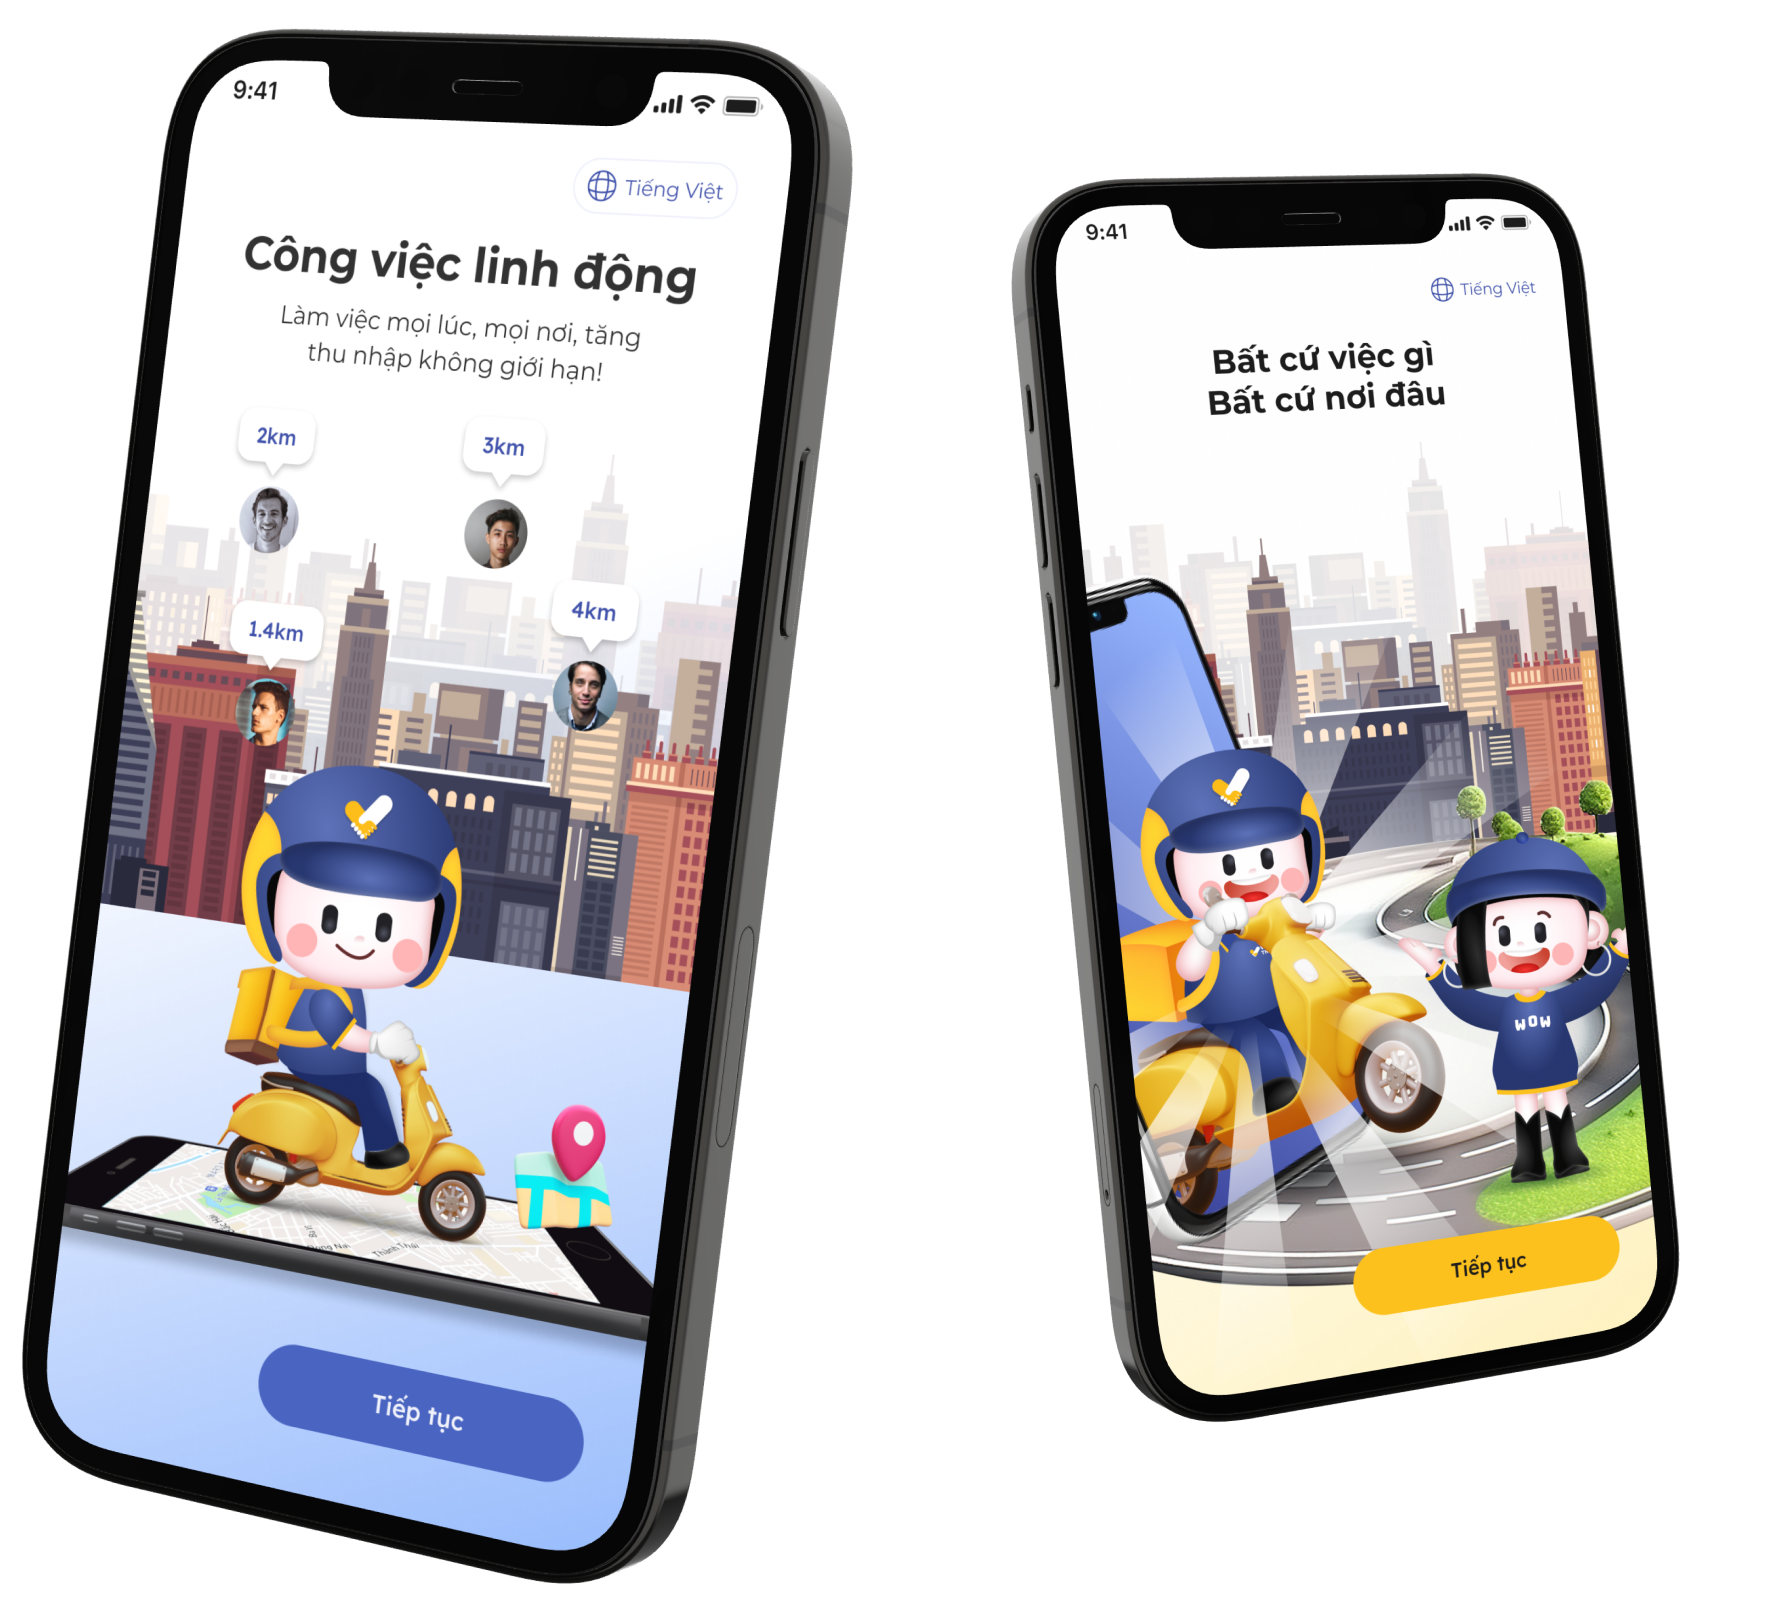 9:41
Tiếng Việt
Công việc linh động
Làm việc mọi lúc, mọi nơi, tăng
thu nhập không giới hạn!
2km
3km
1.4km
4km
Thành Thái
Tiếp tục
9:41
Tiếng Việt
Bất cứ việc gì
Bất cứ nơi đâu
WOW
Tiếp tục